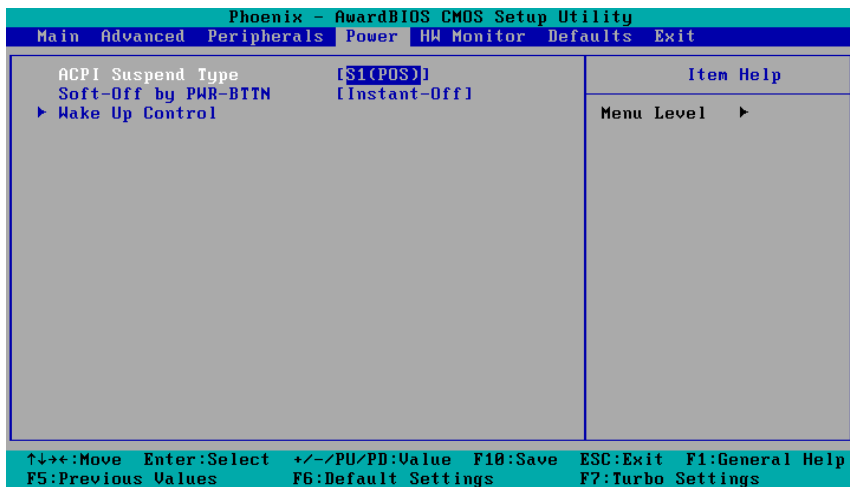 Phoenix - AwardBIOS CMOS Setup Utility
Main Advanced Peripherals Power HW Monitor Defaults Exit
ACPI Suspend Type [S1(POS)]
Soft-Off by PWR-BTTN [Instant-Off]
▶ Wake Up Control
Item Help
Menu Level ▶
↑↓→←:Move Enter:Select +/-/PU/PD:Value F10:Save ESC:Exit F1:General Help
F5:Previous Values F6:Default Settings F7:Turbo Settings